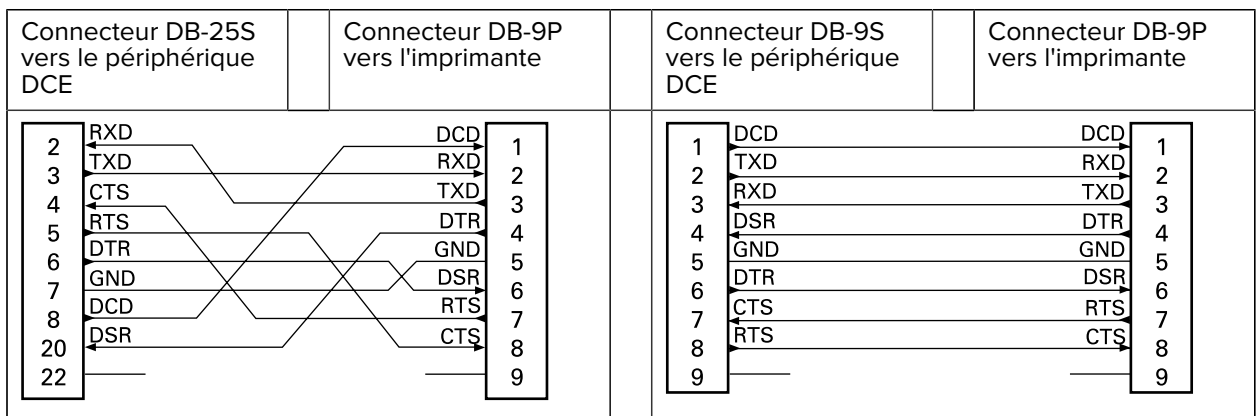 Connecteur DB-25S
vers le périphérique
DCE
Connecteur DB-9P
vers l'imprimante
Connecteur DB-9S
vers le périphérique
DCE
Connecteur DB-9P
vers l'imprimante
2
3
4
5
6
7
8
20
22
RXD
TXD
CTS
RTS
DTR
GND
DCD
DSR
DCD
RXD
TXD
DTR
GND
DSR
RTS
CTS
1
2
3
4
5
6
7
8
9
1
2
3
4
5
6
7
8
9
DCD
TXD
RXD
DSR
GND
DTR
CTS
RTS
DCD
RXD
TXD
DTR
GND
DSR
RTS
CTS
1
2
3
4
5
6
7
8
9